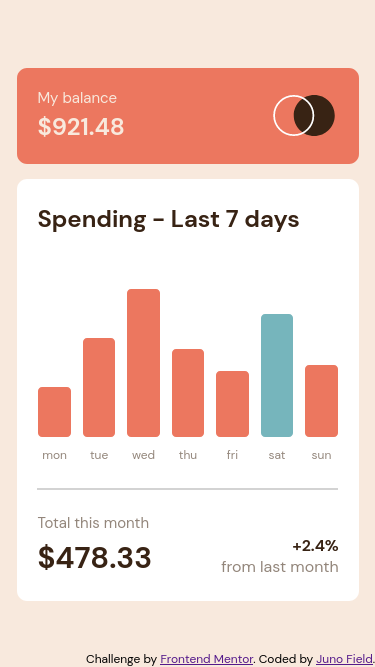 My balance
$921.48
Spending - Last 7 days
mon tue wed thu fri sat sun
Total this month
$478.33
+2.4%
from last month
Challenge by Frontend Mentor. Coded by Juno Field.